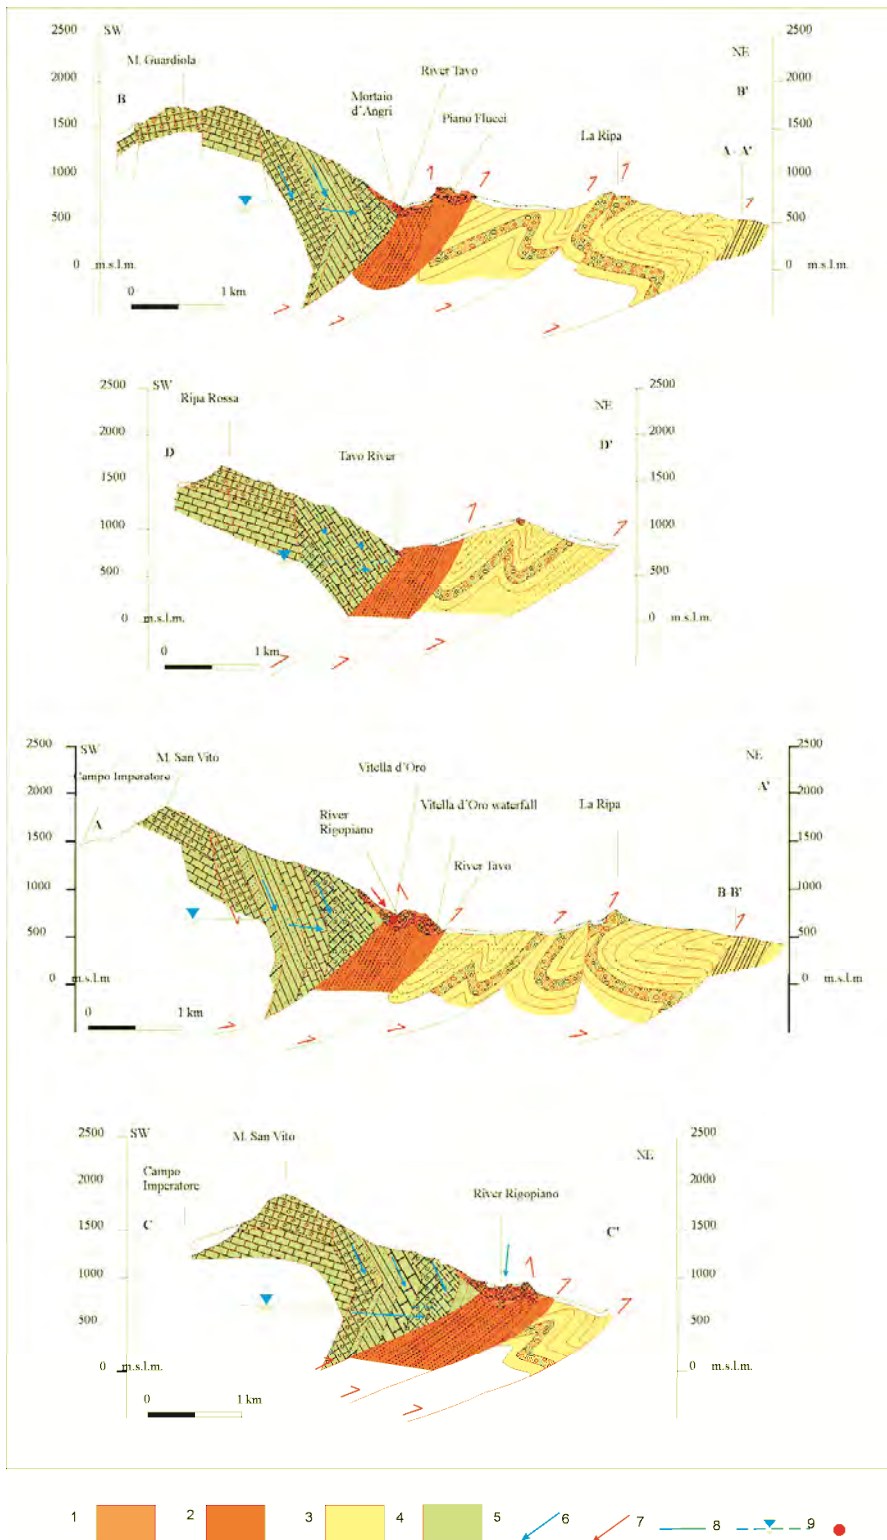 2500 SW 2500
M. Guardiola NE
River Tavo
2000 2000
B Mortaio B'
d'Angri
Piano Flucci
1500 La Ripa 1500
A - A'
1000 1000
500 500
0 m.s.l.m. 0 m.s.l.m.
0 1 km
2500 SW 2500
Ripa Rossa NE
2000 2000
D Tavo River D'
1500 1500
1000 1000
500 500
0 m.s.l.m. 0 m.s.l.m.
0 1 km
2500 SW NE 2500
M. San Vito
Campo Imperatore Vitella d'Oro A'
2000 2000
A River Vitella d'Oro waterfall La Ripa
Rigopiano
1500 1500
River Tavo
1000 B-B' 1000
500 500
0 m.s.l.m. 0 m.s.l.m.
0 1 km
2500 SW M. San Vito 2500
NE
Campo
Imperatore
2000 River Rigopiano 2000
C C'
1500 1500
1000 1000
500 500
0 m.s.l.m. 0 m.s.l.m.
0 1 km
1 2 3 4 5 6 7 8 9